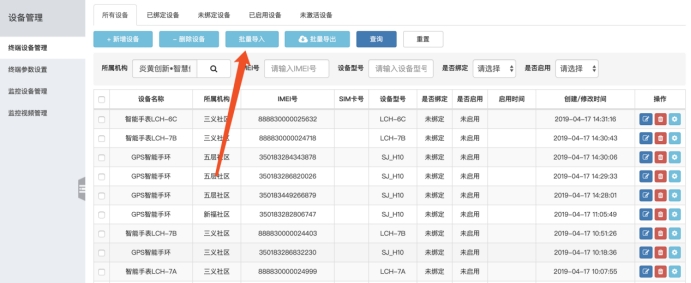 设备管理
终端设备管理
终端参数设置
监控设备管理
监控视频管理
所有设备 已绑定设备 未绑定设备 已启用设备 未激活设备
+ 新增设备 − 删除设备 批量导入 批量导出 查询 重置
所属机构 炎黄创新•智慧 EI号 请输入IMEI号 设备型号 请输入设备型号 是否绑定 请选择 是否启用 请选择
设备名称 所属机构 IMEI号 SIM卡号 设备型号 是否绑定 是否启用 启用时间 创建/修改时间 操作
智能手表LCH-6C 三义社区 888830000025632 LCH-6C 未绑定 未启用 2019-04-17 14:31:16
智能手表LCH-7B 三义社区 888830000024718 LCH-7B 未绑定 未启用 2019-04-17 14:30:43
GPS智能手环 五层社区 350183284343878 SJ_H10 未绑定 未启用 2019-04-17 14:30:06
GPS智能手环 五层社区 350183286820026 SJ_H10 未绑定 未启用 2019-04-17 14:29:33
GPS智能手环 五层社区 350183449266879 SJ_H10 未绑定 未启用 2019-04-17 14:28:01
GPS智能手环 新福社区 350183282806747 SJ_H10 未绑定 未启用 2019-04-17 11:05:49
智能手表LCH-7B 三义社区 888830000024403 LCH-7B 未绑定 未启用 2019-04-17 10:51:26
GPS智能手环 三义社区 350183286832230 SJ_H10 未绑定 未启用 2019-04-17 10:18:36
智能手表LCH-7A 三义社区 888830000024999 LCH-7A 未绑定 未启用 2019-04-17 10:07:55